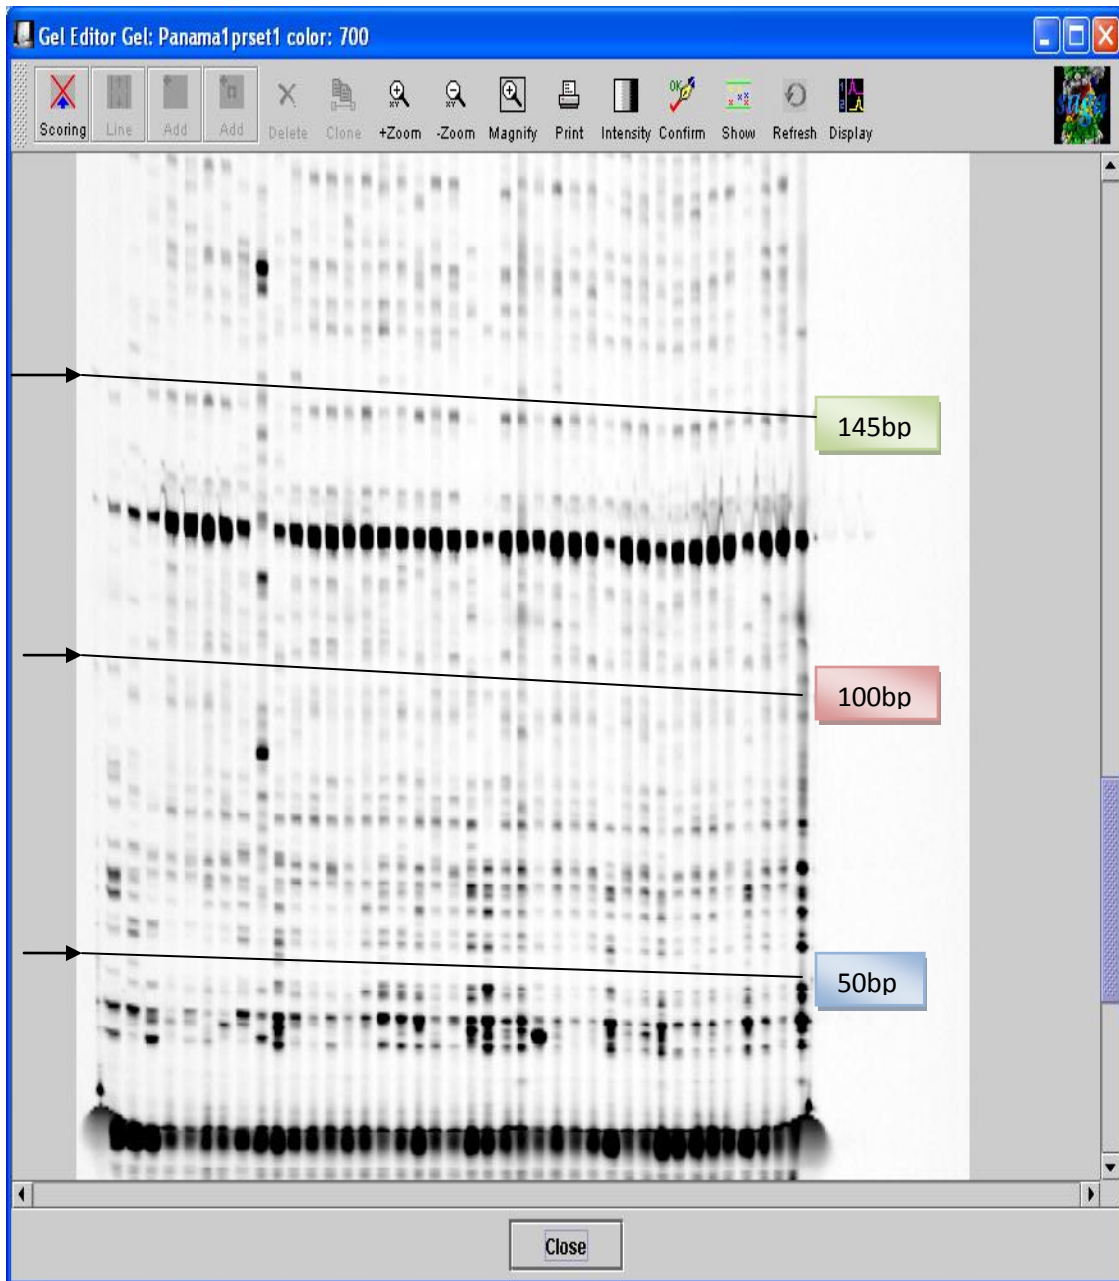 Gel Editor Gel: Panama1prset1 color: 700
Scoring Line Add Add Delete Clone +Zoom -Zoom Magnify Print Intensity Confirm Show Refresh Display
145bp
100bp
50bp
Close